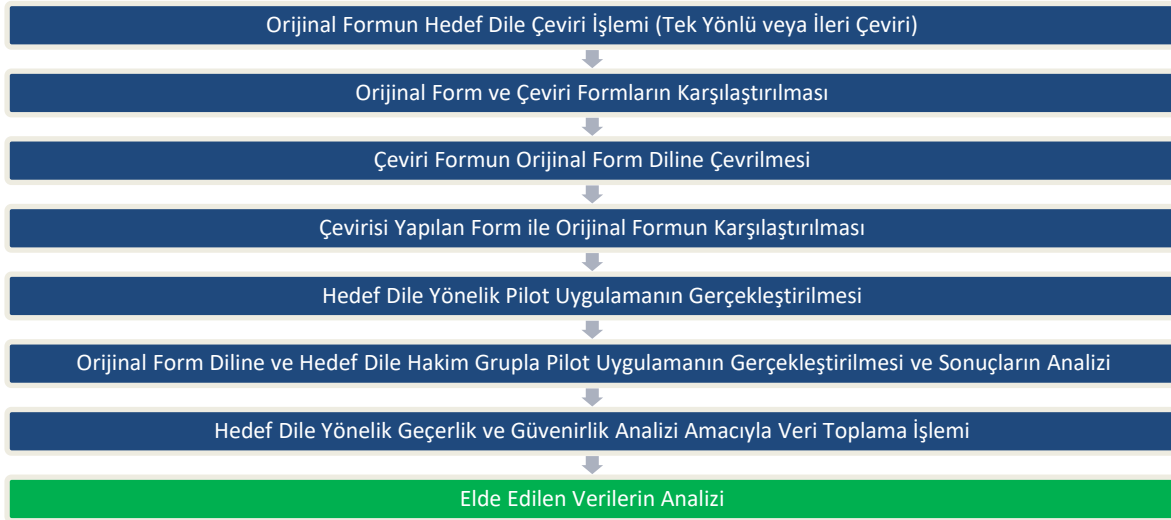 Orijinal Formun Hedef Dile Çeviri İşlemi (Tek Yönlü veya İleri Çeviri)
Orijinal Form ve Çeviri Formların Karşılaştırılması
Çeviri Formun Orijinal Form Diline Çevrilmesi
Çevirisi Yapılan Form ile Orijinal Formun Karşılaştırılması
Hedef Dile Yönelik Pilot Uygulamanın Gerçekleştirilmesi
Orijinal Form Diline ve Hedef Dile Hakim Grupla Pilot Uygulamanın Gerçekleştirilmesi ve Sonuçların Analizi
Hedef Dile Yönelik Geçerlik ve Güvenirlik Analizi Amacıyla Veri Toplama İşlemi
Elde Edilen Verilerin Analizi